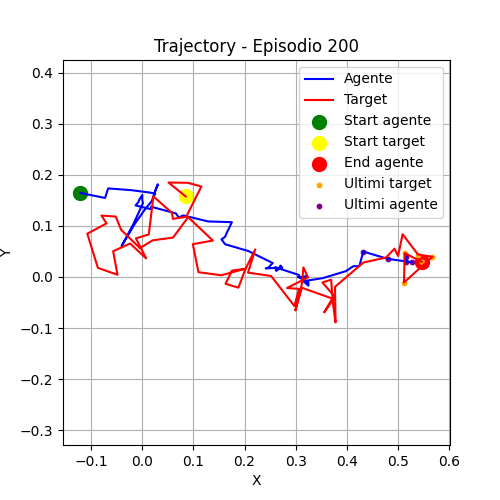 Trajectory - Episodio 200
Agente
Target
Start agente
Start target
End agente
Ultimi target
Ultimi agente
Y
0.4
0.3
0.2
0.1
0.0
−0.1
−0.2
−0.3
−0.1 0.0 0.1 0.2 0.3 0.4 0.5 0.6
X